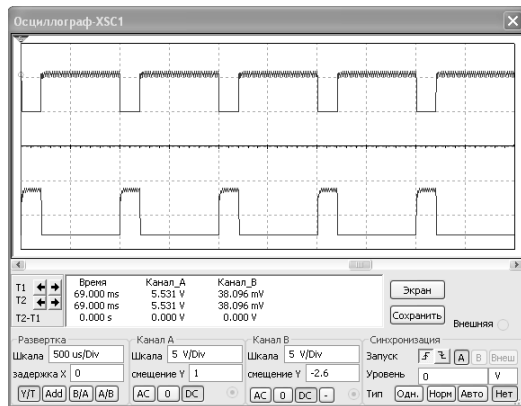 Осциллограф-XSC1
Время Канал_A Канал_B
T1 69.000 ms 5.531 V 38.096 mV
T2 69.000 ms 5.531 V 38.096 mV
T2-T1 0.000 s 0.000 V 0.000 V
Экран
Сохранить
Внешняя
Развертка
Шкала 500 us/Div
задержка X 0
Y/T Add B/A A/B
Канал A
Шкала 5 V/Div
смещение Y 1
AC 0 DC
Канал B
Шкала 5 V/Div
смещение Y -2.6
AC 0 DC -
Синхронизация
Запуск A B Внеш
Уровень 0 V
Тип Одн. Норм Авто Нет